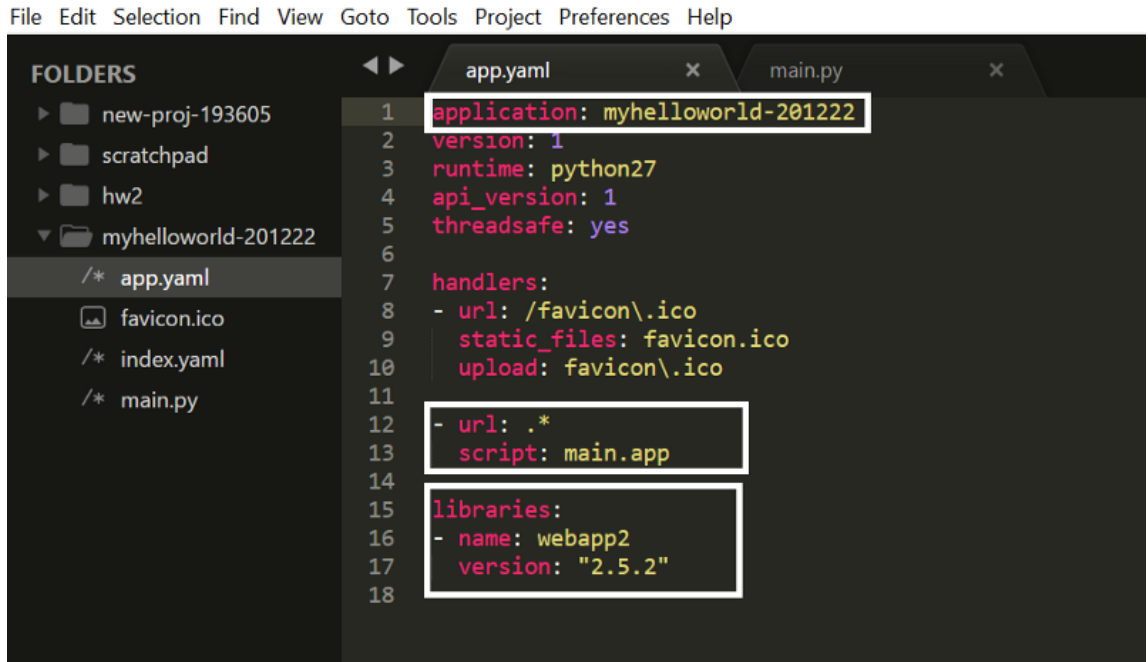 File Edit Selection Find View Goto Tools Project Preferences Help
FOLDERS
new-proj-193605
scratchpad
hw2
myhelloworld-201222
/* app.yaml
favicon.ico
/* index.yaml
/* main.py
app.yaml × main.py ×
1 application: myhelloworld-201222
2 version: 1
3 runtime: python27
4 api_version: 1
5 threadsafe: yes
6
7 handlers:
8 - url: /favicon\.ico
9   static_files: favicon.ico
10   upload: favicon\.ico
11
12 - url: .*
13   script: main.app
14
15 libraries:
16 - name: webapp2
17   version: "2.5.2"
18